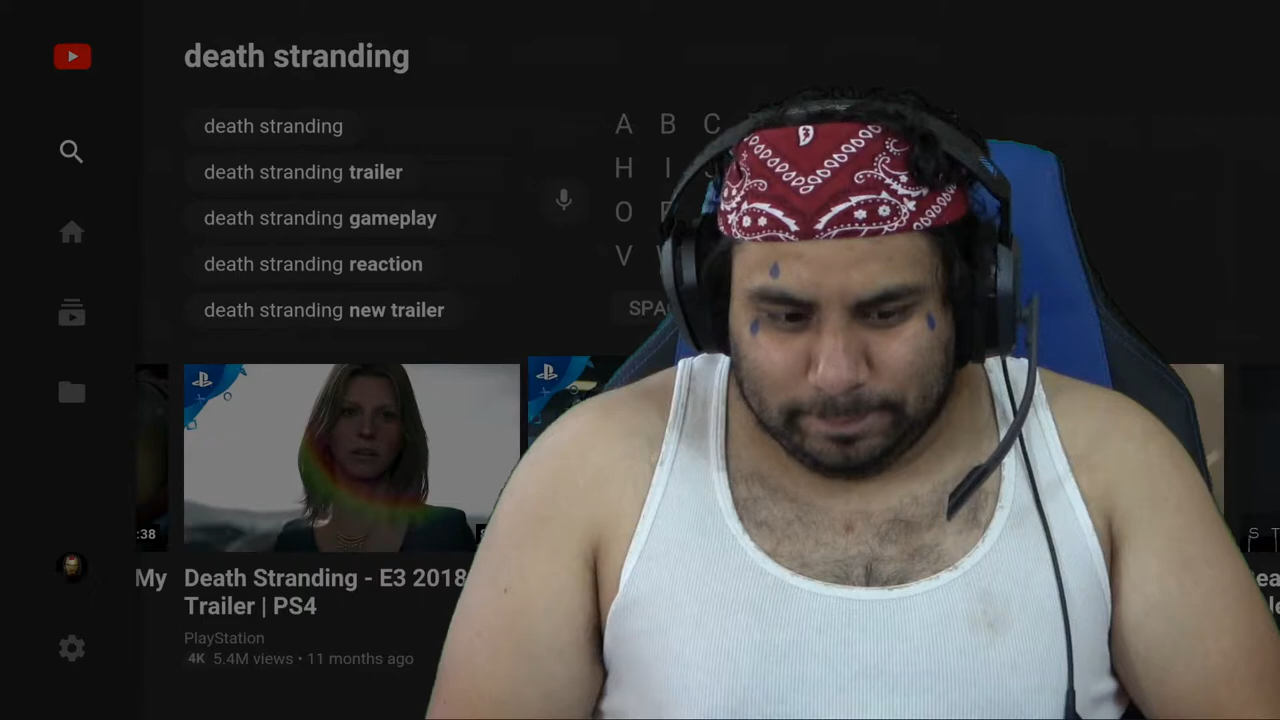 death stranding
death stranding
death stranding trailer
death stranding gameplay
death stranding reaction
death stranding new trailer
A B C
H I
O
V
:38
My
Death Stranding - E3 2018
Trailer | PS4
PlayStation
4K 5.4M views • 11 months ago
S T